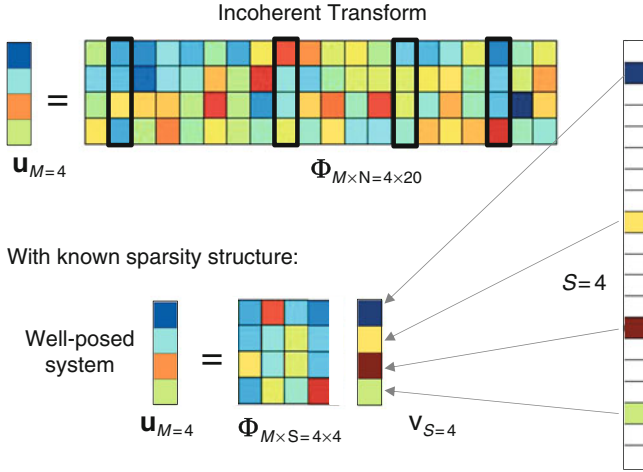 Incoherent Transform
=
u_{M=4}
Φ_{M×N=4×20}
With known sparsity structure:
S=4
Well-posed
system
=
u_{M=4}
Φ_{M×S=4×4}
v_{S=4}